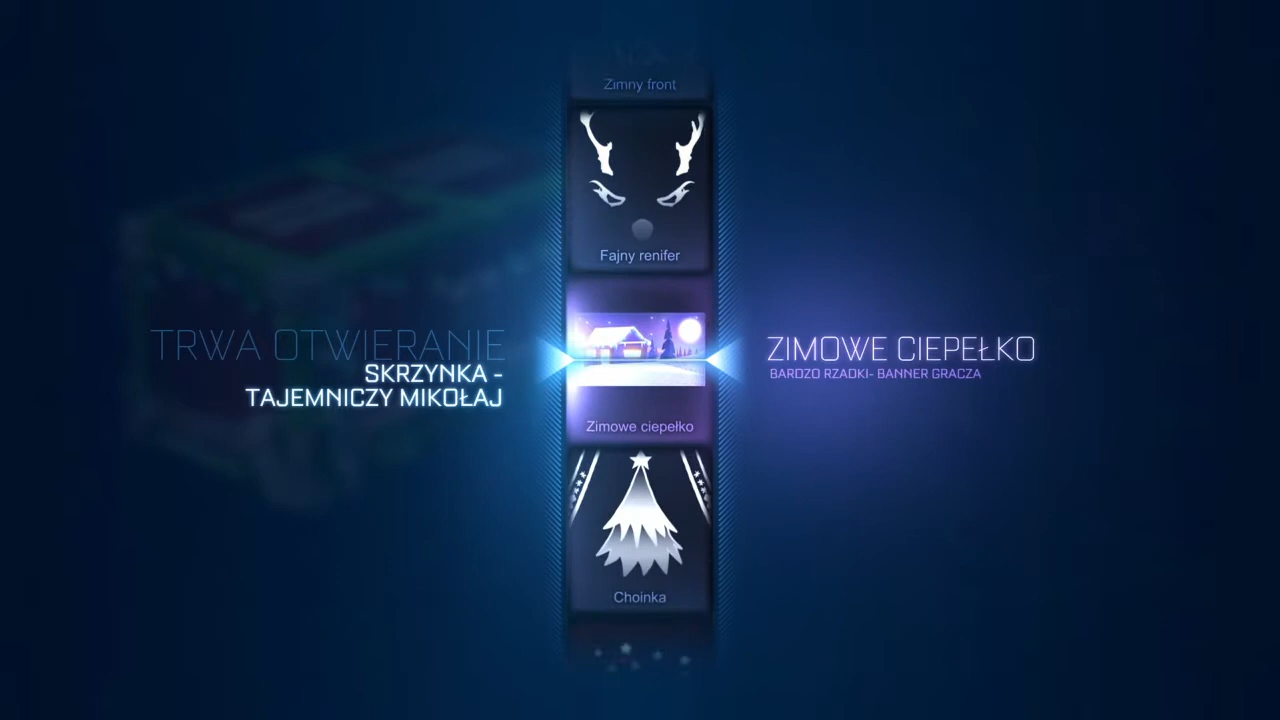 Zimny front
Fajny renifer
TRWA OTWIERANIE
SKRZYNKA -
TAJEMNICZY MIKOŁAJ
ZIMOWE CIEPEŁKO
BARDZO RZADKI- BANNER GRACZA
Zimowe ciepełko
Choinka